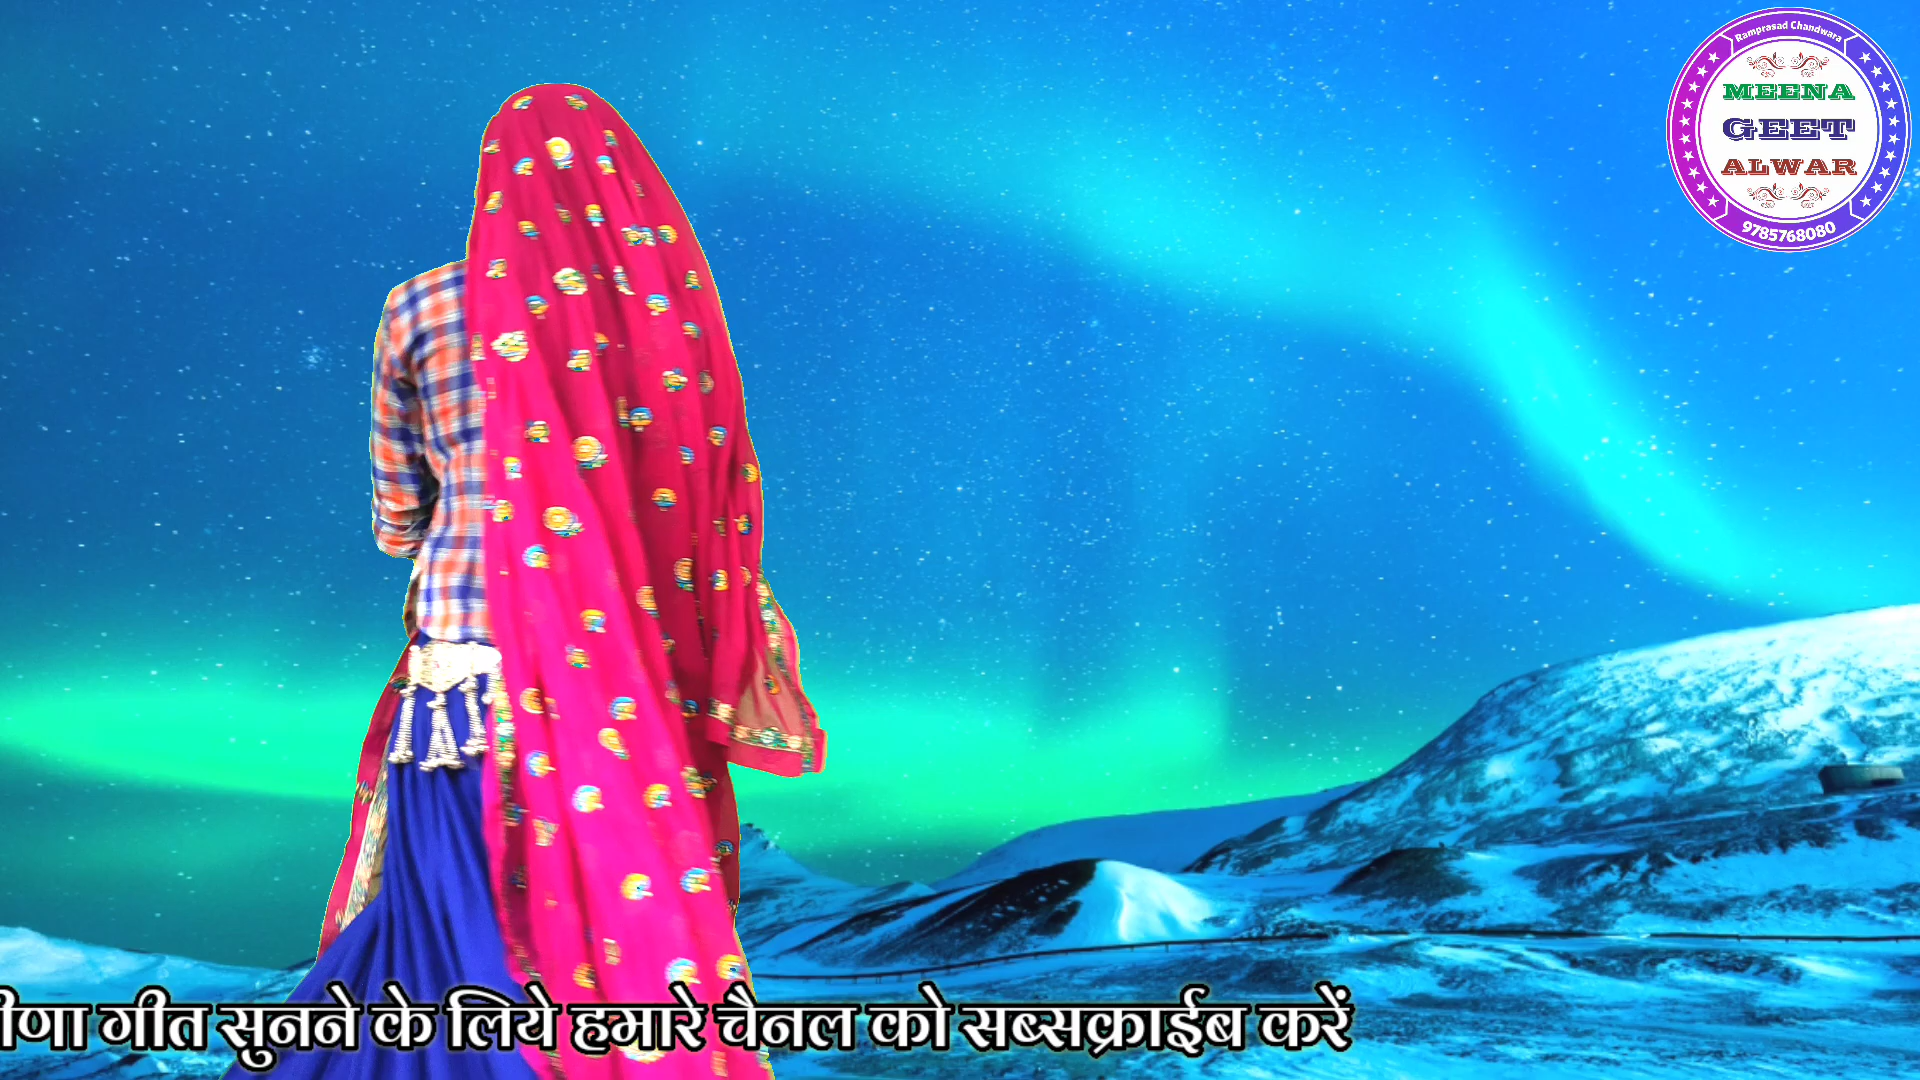 Ramprasad Chandwara
MEENA
GEET
ALWAR
9785768080
ीणा गीत सुनने के लिये हमारे चैनल को सब्सक्राईब करें